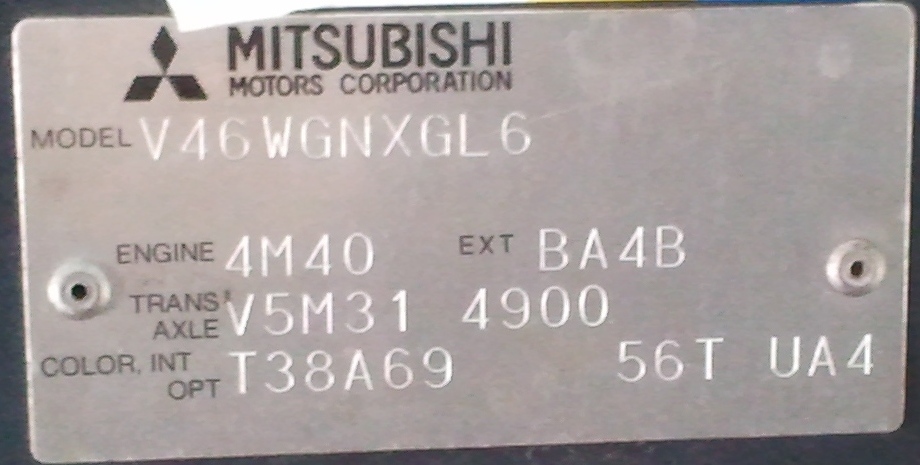 MITSUBISHI
MOTORS CORPORATION
MODEL V46WGNXGL6
ENGINE 4M40 EXT BA4B
TRANS'
AXLE V5M31 4900
COLOR, INT
OPT T38A69 56T UA4